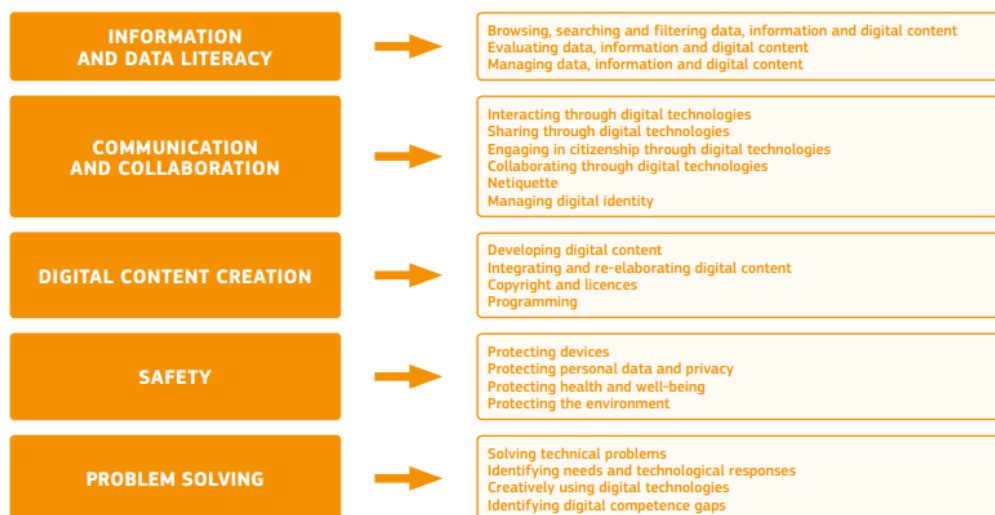 INFORMATION
AND DATA LITERACY
Browsing, searching and filtering data, information and digital content
Evaluating data, information and digital content
Managing data, information and digital content
COMMUNICATION
AND COLLABORATION
Interacting through digital technologies
Sharing through digital technologies
Engaging in citizenship through digital technologies
Collaborating through digital technologies
Netiquette
Managing digital identity
DIGITAL CONTENT CREATION
Developing digital content
Integrating and re-elaborating digital content
Copyright and licences
Programming
SAFETY
Protecting devices
Protecting personal data and privacy
Protecting health and well-being
Protecting the environment
PROBLEM SOLVING
Solving technical problems
Identifying needs and technological responses
Creatively using digital technologies
Identifying digital competence gaps